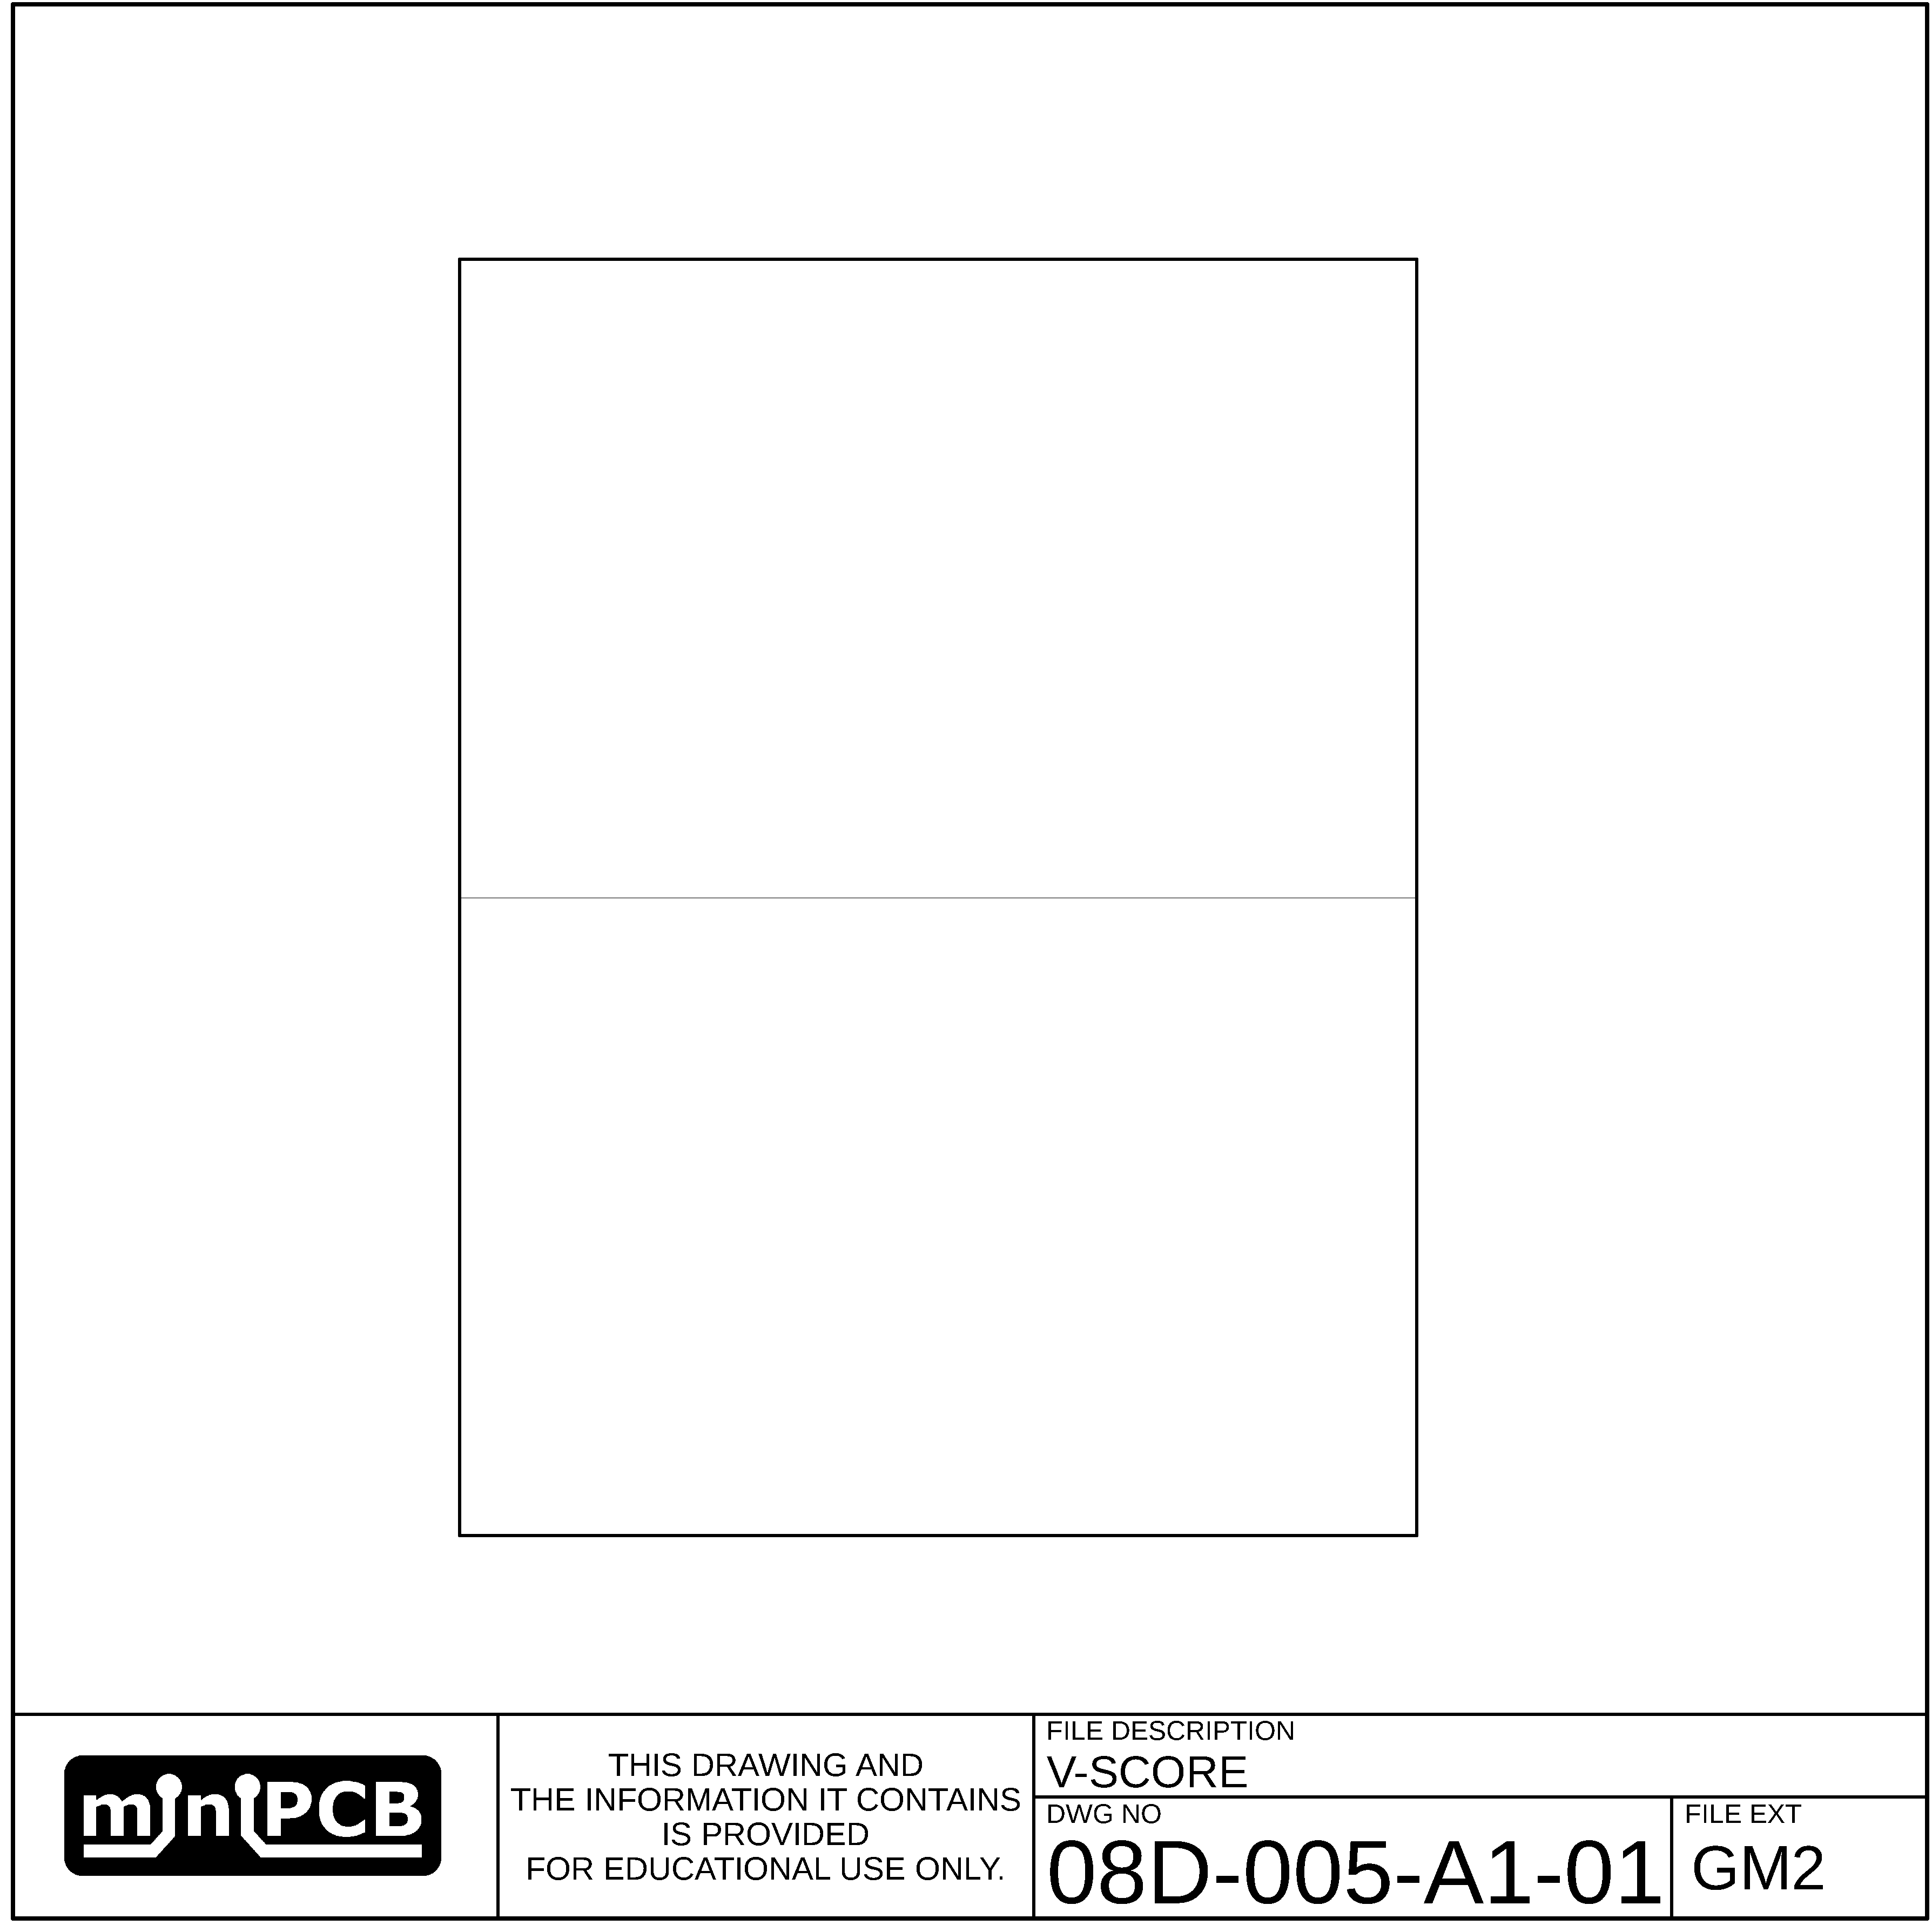 miniPCB
THIS DRAWING AND
THE INFORMATION IT CONTAINS
IS PROVIDED
FOR EDUCATIONAL USE ONLY.
FILE DESCRIPTION
V-SCORE
DWG NO
08D-005-A1-01
FILE EXT
GM2